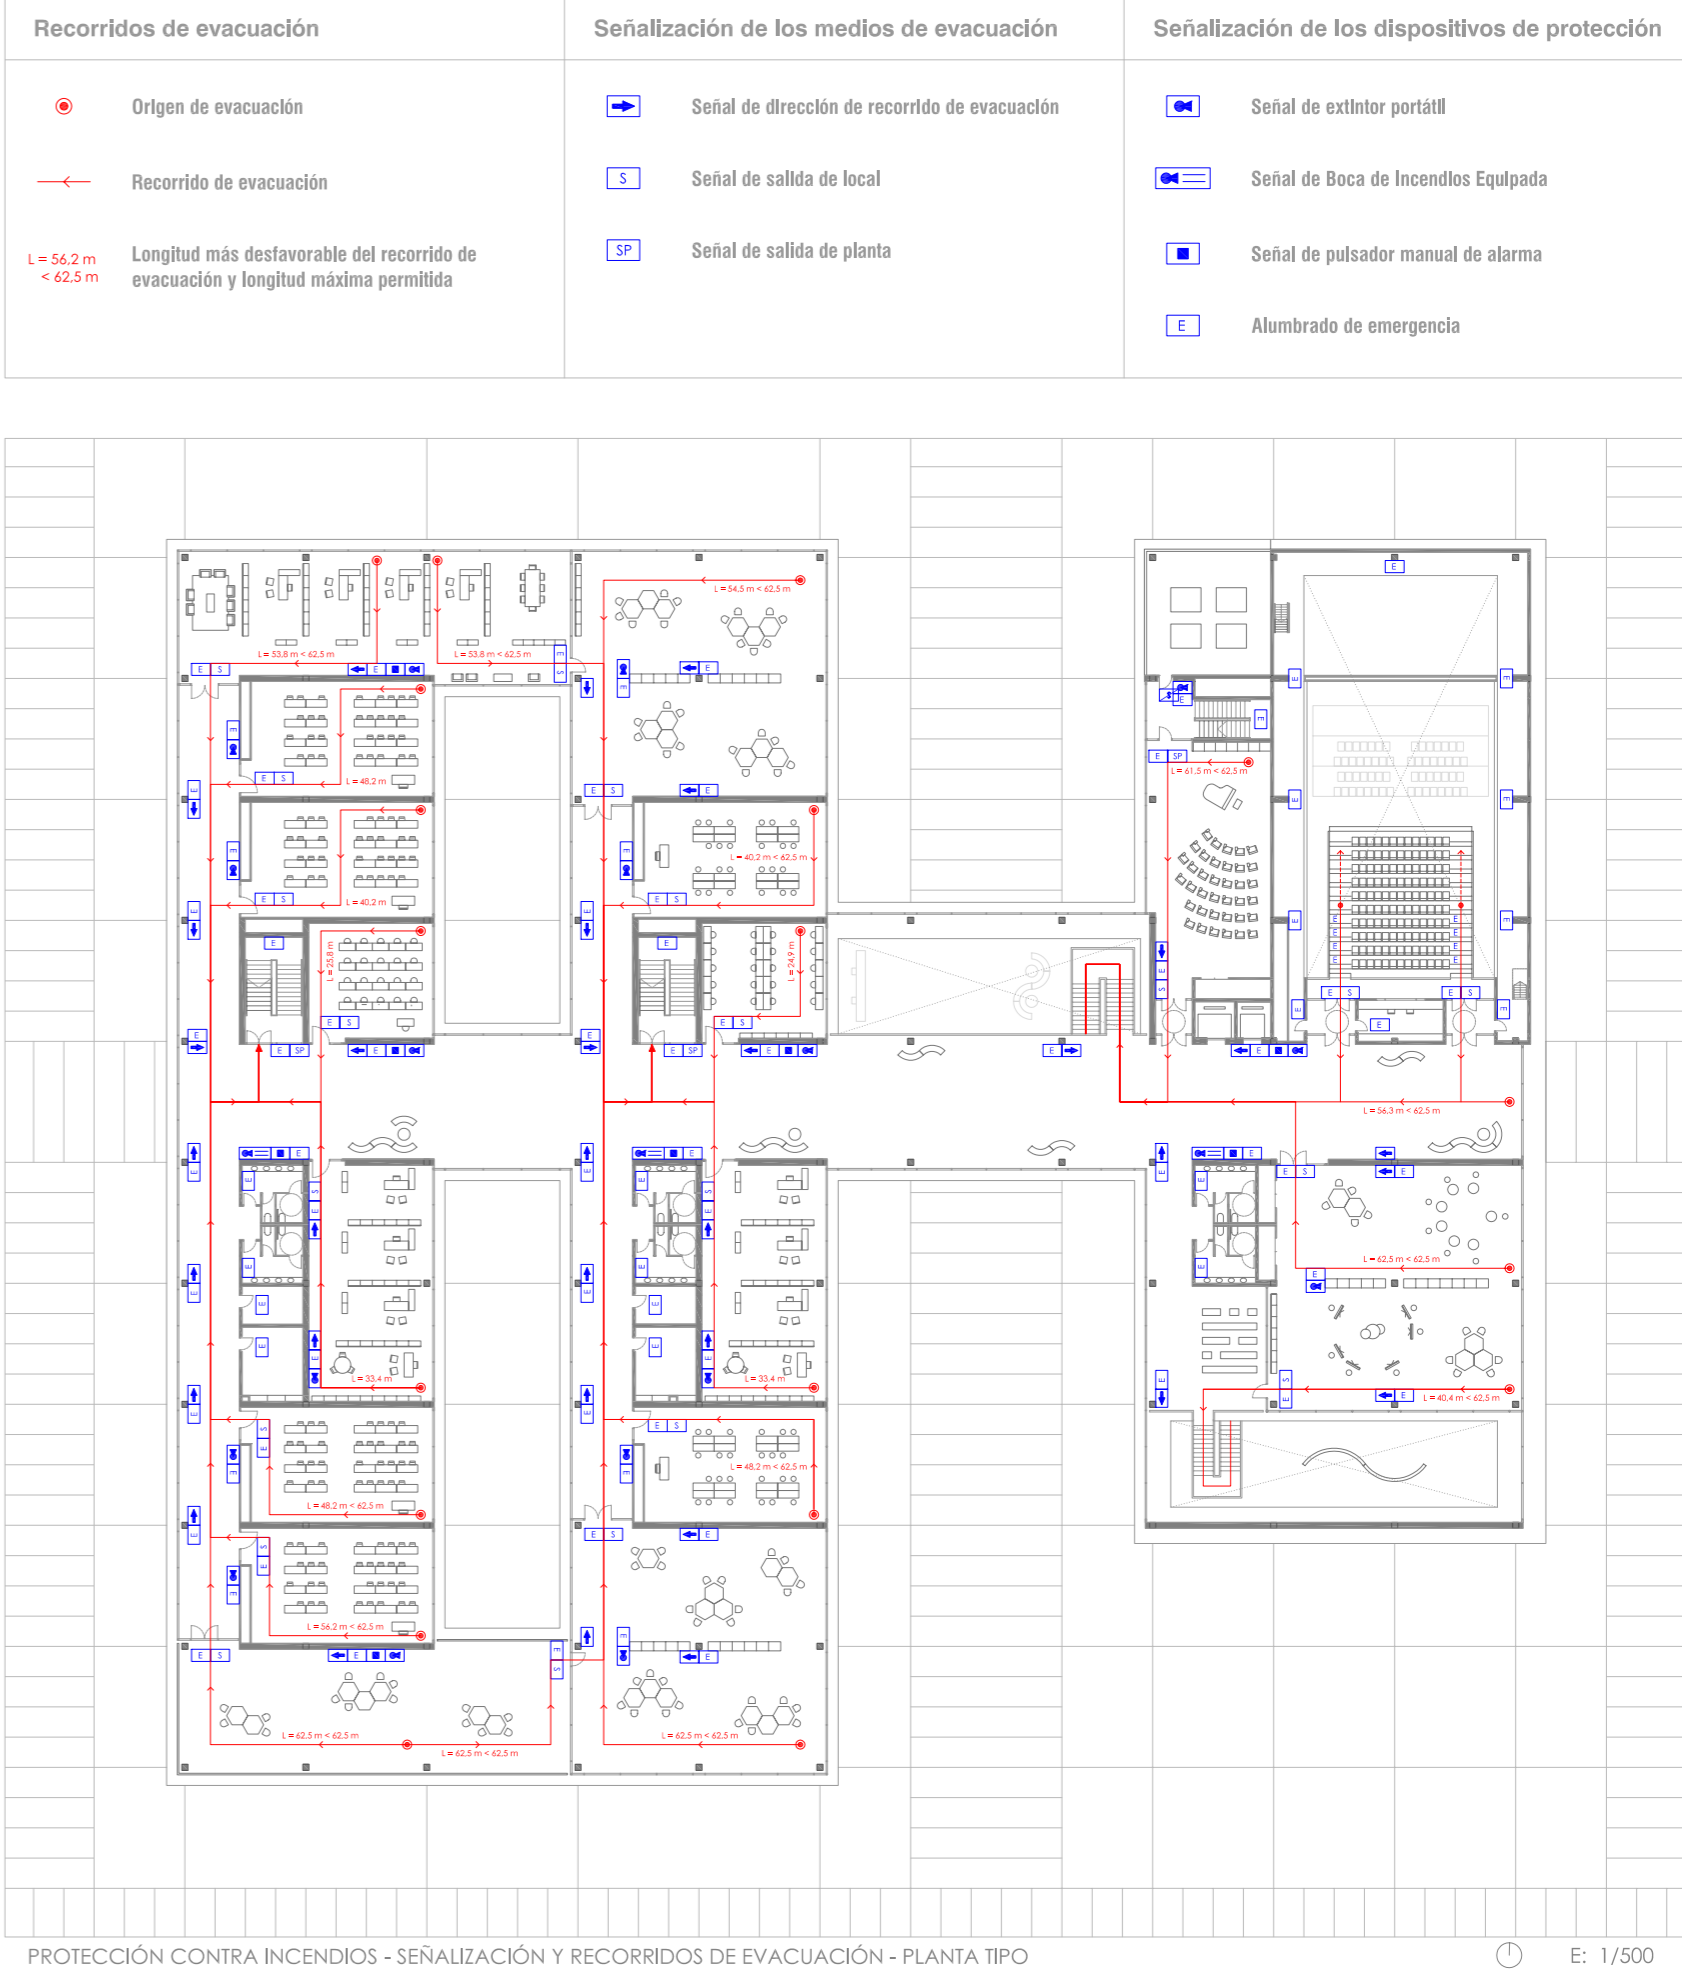 Recorridos de evacuación
Señalización de los medios de evacuación
Señalización de los dispositivos de protección
Origen de evacuación
Recorrido de evacuación
L = 56,2 m
< 62,5 m
Longitud más desfavorable del recorrido de
evacuación y longitud máxima permitida
Señal de dirección de recorrido de evacuación
S
Señal de salida de local
SP
Señal de salida de planta
Señal de extintor portátil
Señal de Boca de Incendios Equipada
Señal de pulsador manual de alarma
E
Alumbrado de emergencia
L = 54,5 m < 62,5 m
L = 53,8 m < 62,5 m
L = 53,8 m < 62,5 m
E S
E
E
E
E SP
L = 61,5 m < 62,5 m
L = 48,2 m
E S
E S
E
L = 40,2 m < 62,5 m
L = 40,2 m
E S
E S
L = 25,8 m
L = 24,9 m
E
E
E S
E S
E S
E S
E
E SP
E
E SP
E
E
E
L = 56,3 m < 62,5 m
E
E
E
E S
E
L = 62,5 m < 62,5 m
E
L = 33,4 m
L = 33,4 m
E
L = 40,4 m < 62,5 m
E S
L = 48,2 m < 62,5 m
L = 48,2 m < 62,5 m
E S
E
L = 56,2 m < 62,5 m
E S
E
E
L = 62,5 m < 62,5 m
L = 62,5 m < 62,5 m
L = 62,5 m < 62,5 m
PROTECCIÓN CONTRA INCENDIOS - SEÑALIZACIÓN Y RECORRIDOS DE EVACUACIÓN - PLANTA TIPO
E: 1/500